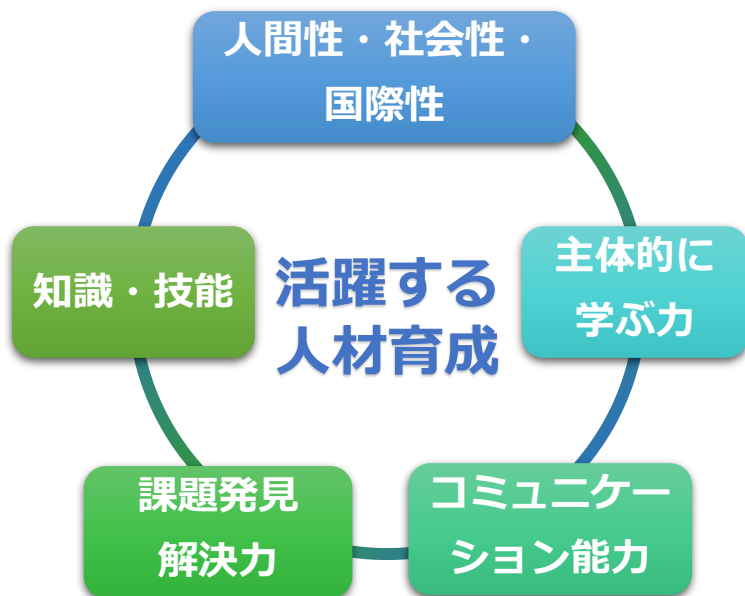 人間性・社会性・
国際性
主体的に
学ぶ力
コミュニケー
ション能力
課題発見
解決力
知識・技能
活躍する
人材育成